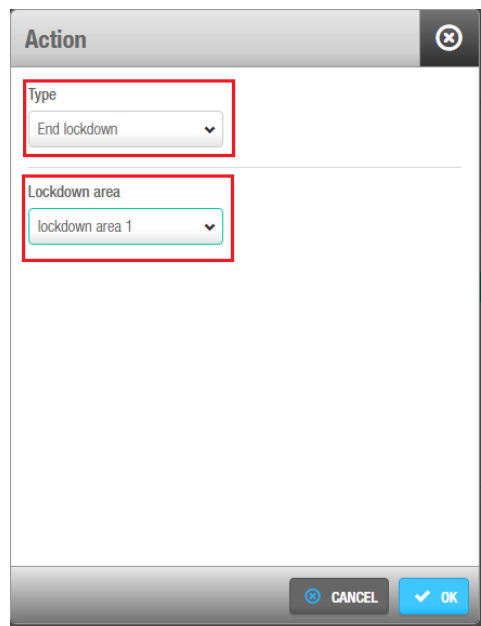 Action
Type
End lockdown
Lockdown area
lockdown area 1
CANCEL
OK